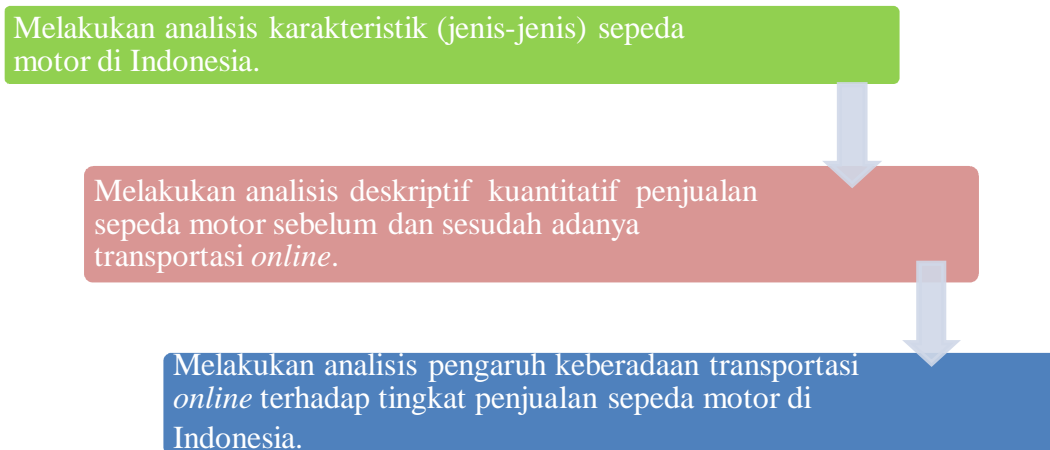 Melakukan analisis karakteristik (jenis-jenis) sepeda
motor di Indonesia.
Melakukan analisis deskriptif kuantitatif penjualan
sepeda motor sebelum dan sesudah adanya
transportasi online.
Melakukan analisis pengaruh keberadaan transportasi
online terhadap tingkat penjualan sepeda motor di
Indonesia.